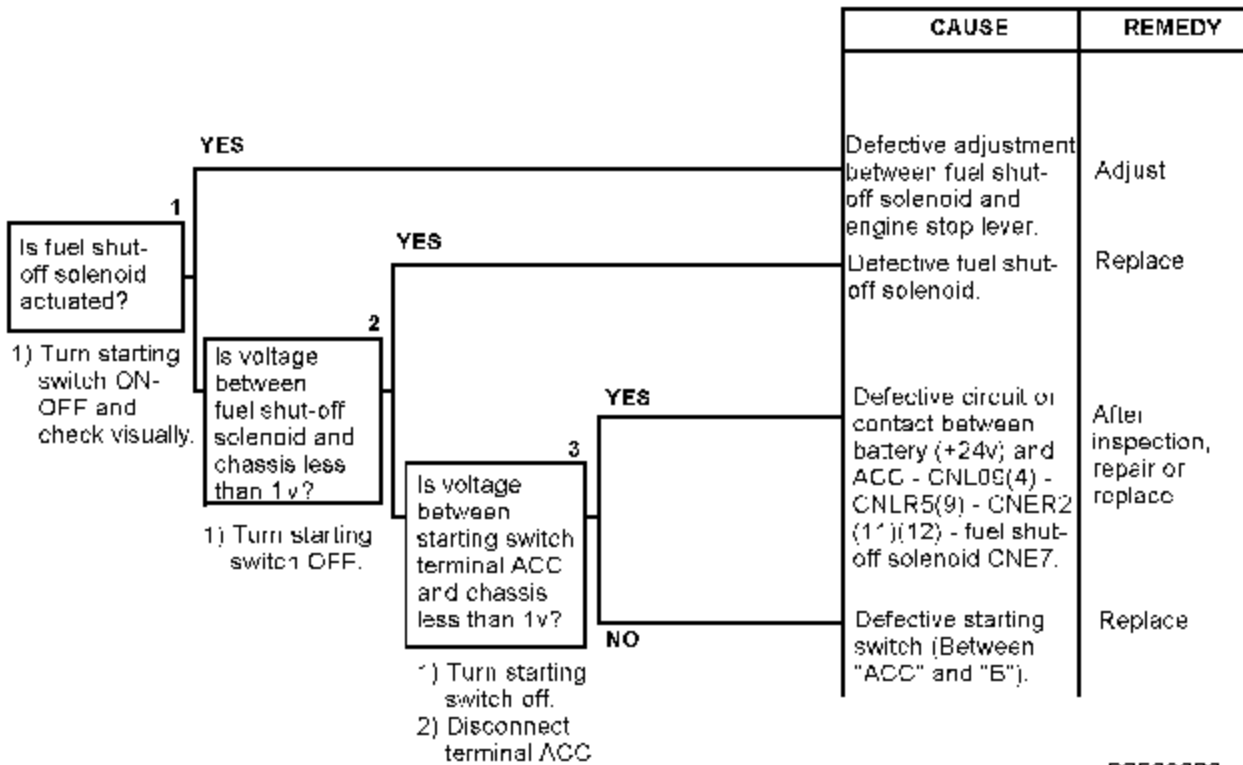 CAUSE
REMEDY
YES
Defective adjustment
between fuel shut-
off solenoid and
engine stop lever.
Adjust
1
Is fuel shut-
off solenoid
actuated?
1) Turn starting
switch ON-
OFF and
check visually.
YES
Defective fuel shut-
off solenoid.
Replace
2
Is voltage
between
fuel shut-off
solenoid and
chassis less
than 1v?
1) Turn starting
switch OFF.
YES
Defective circuit or
contact between
battery (+24v) and
ACC - CNL09(4) -
CNLR5(9) - CNER2
(11)(12) - fuel shut-
off solenoid CNE7.
After
inspection,
repair or
replace
3
Is voltage
between
starting switch
terminal ACC
and chassis
less than 1v?
NO
Defective starting
switch (Between
"ACC" and "B").
Replace
1) Turn starting
switch off.
2) Disconnect
terminal ACC